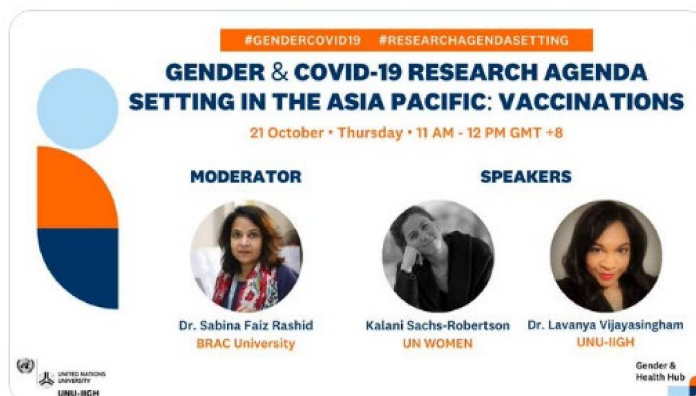 #GENDERCOVID19 #RESEARCHAGENDASETTING
GENDER & COVID-19 RESEARCH AGENDA
SETTING IN THE ASIA PACIFIC: VACCINATIONS
21 October • Thursday • 11 AM - 12 PM GMT +8
MODERATOR
SPEAKERS
Dr. Sabina Faiz Rashid
BRAC University
Kalani Sachs-Robertson
UN WOMEN
Dr. Lavanya Vijayasingham
UNU-IIGH
UNITED NATIONS
UNIVERSITY
UNU-IIGH
Gender &
Health Hub